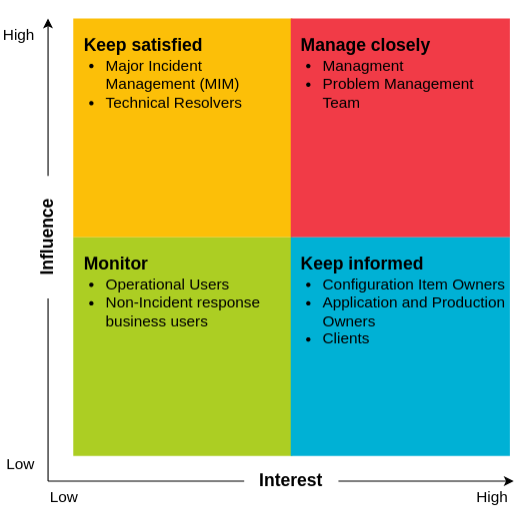 High
Keep satisfied
• Major Incident
Management (MIM)
• Technical Resolvers
Manage closely
• Managment
• Problem Management
Team
Influence
Monitor
• Operational Users
• Non-Incident response
business users
Keep informed
• Configuration Item Owners
• Application and Production
Owners
• Clients
Low
Interest
Low
High